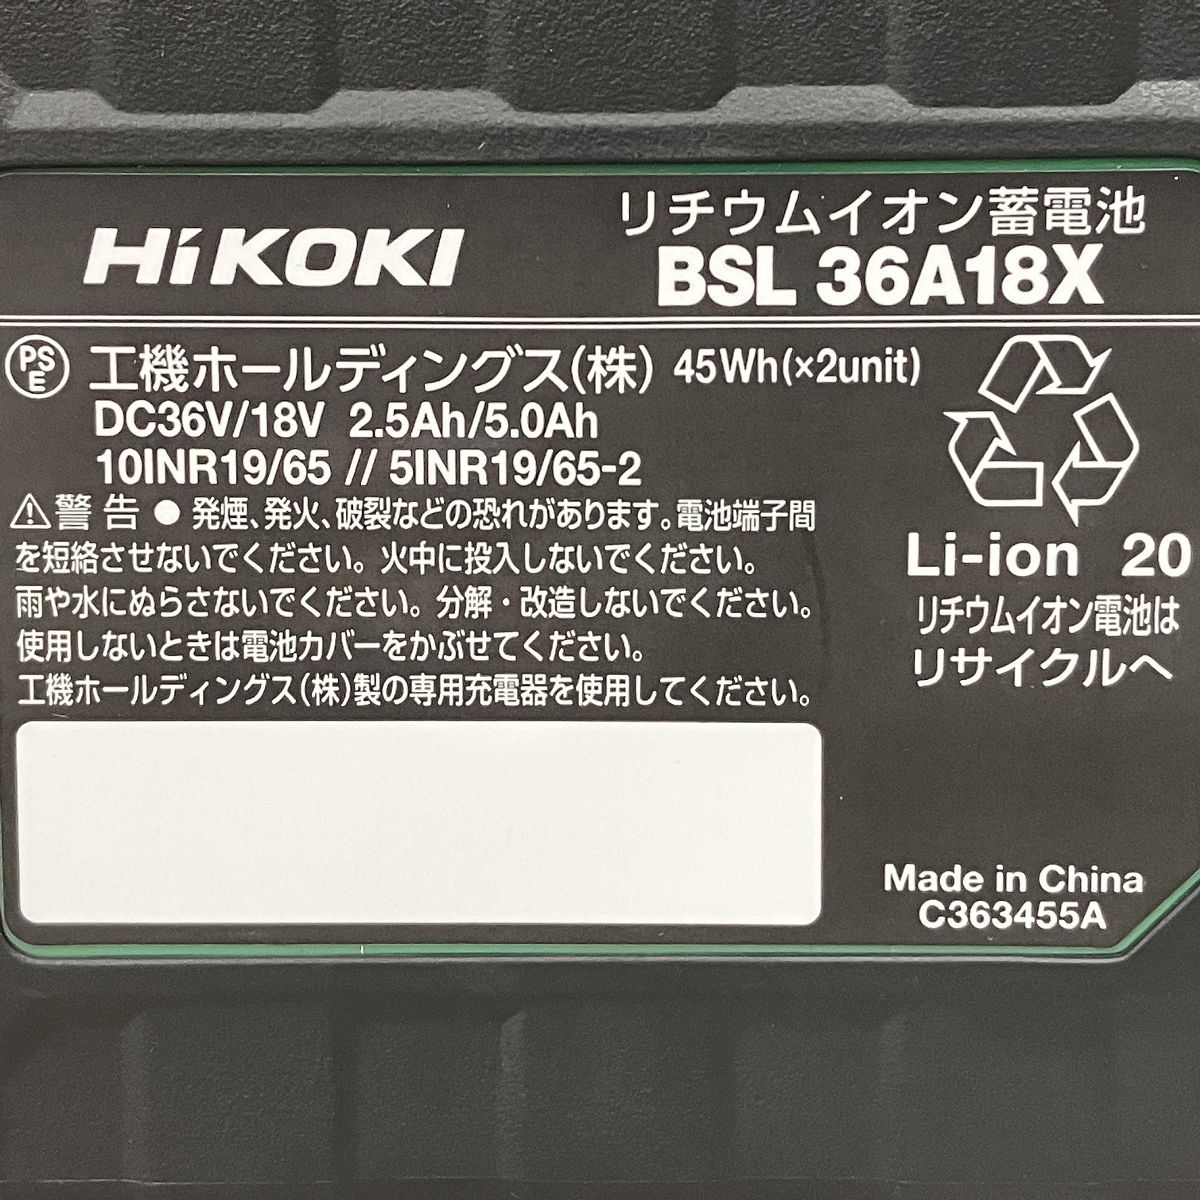 HiKOKI
リチウムイオン蓄電池
BSL 36A18X
PS E 工機ホールディングス(株) 45Wh(×2unit)
DC36V/18V 2.5Ah/5.0Ah
10INR19/65 // 5INR19/65-2
⚠警告 ● 発煙、発火、破裂などの恐れがあります。電池端子間
を短絡させないでください。火中に投入しないでください。
雨や水にぬらさないでください。分解・改造しないでください。
使用しないときは電池カバーをかぶせてください。
工機ホールディングス(株)製の専用充電器を使用してください。
Li-ion 20
リチウムイオン電池は
リサイクルへ
Made in China
C363455A